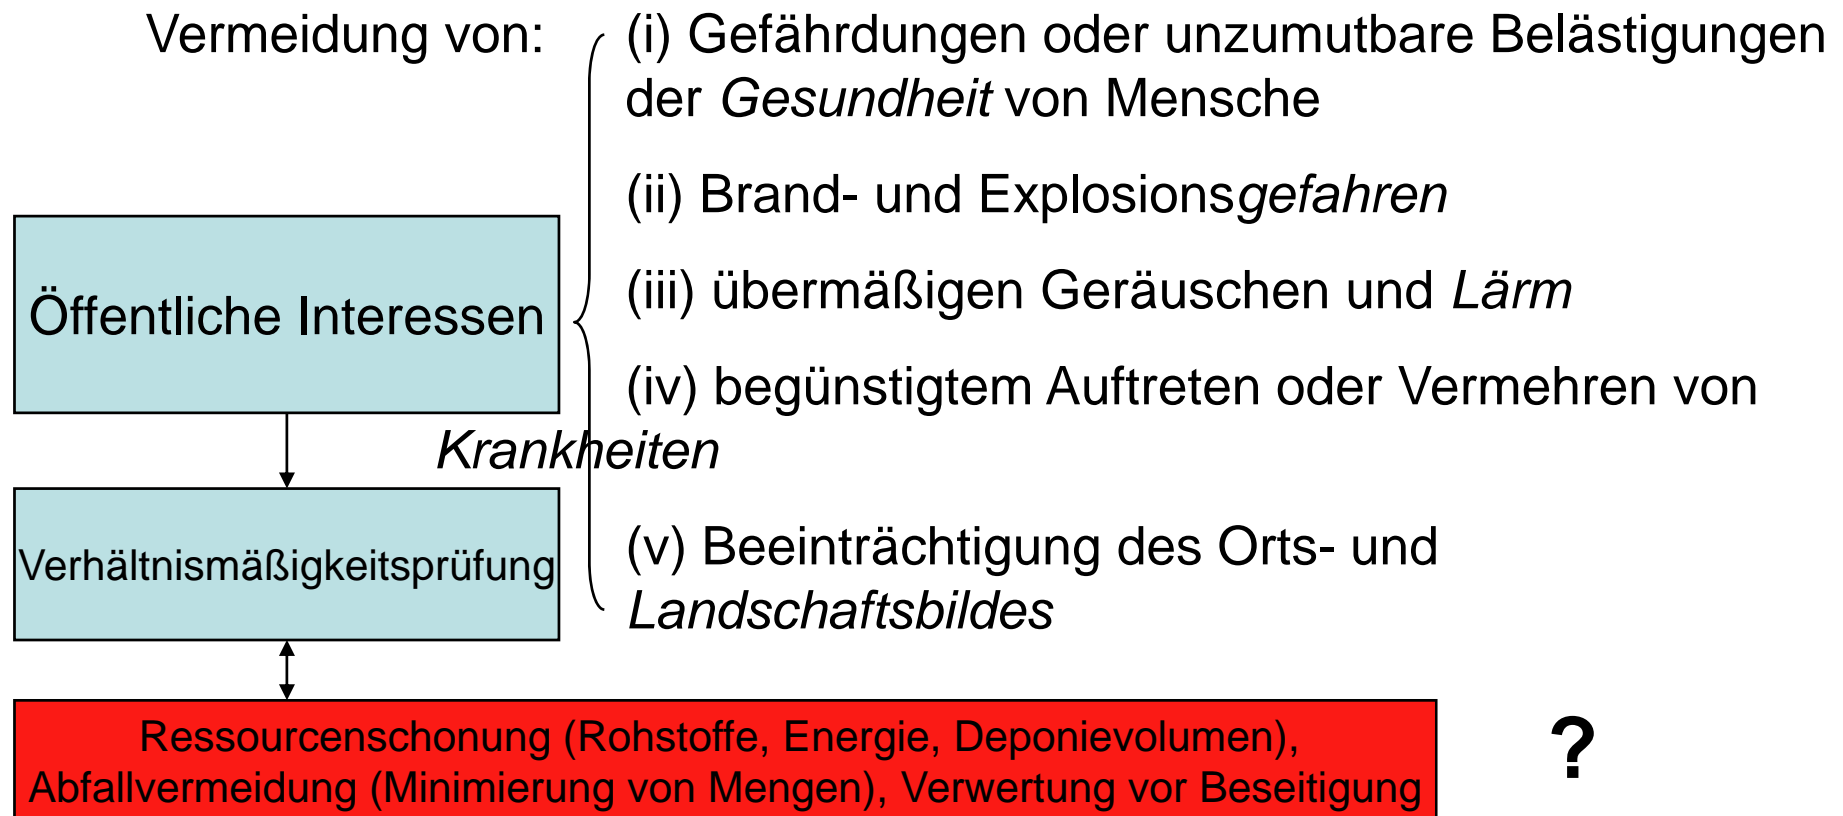 Vermeidung von:
(i) Gefährdungen oder unzumutbare Belästigungen
der Gesundheit von Mensche
(ii) Brand- und Explosionsgefahren
Öffentliche Interessen
(iii) übermäßigen Geräuschen und Lärm
(iv) begünstigtem Auftreten oder Vermehren von
Krankheiten
Verhältnismäßigkeitsprüfung
(v) Beeinträchtigung des Orts- und
Landschaftsbildes
Ressourcenschonung (Rohstoffe, Energie, Deponievolumen),
Abfallvermeidung (Minimierung von Mengen), Verwertung vor Beseitigung
?